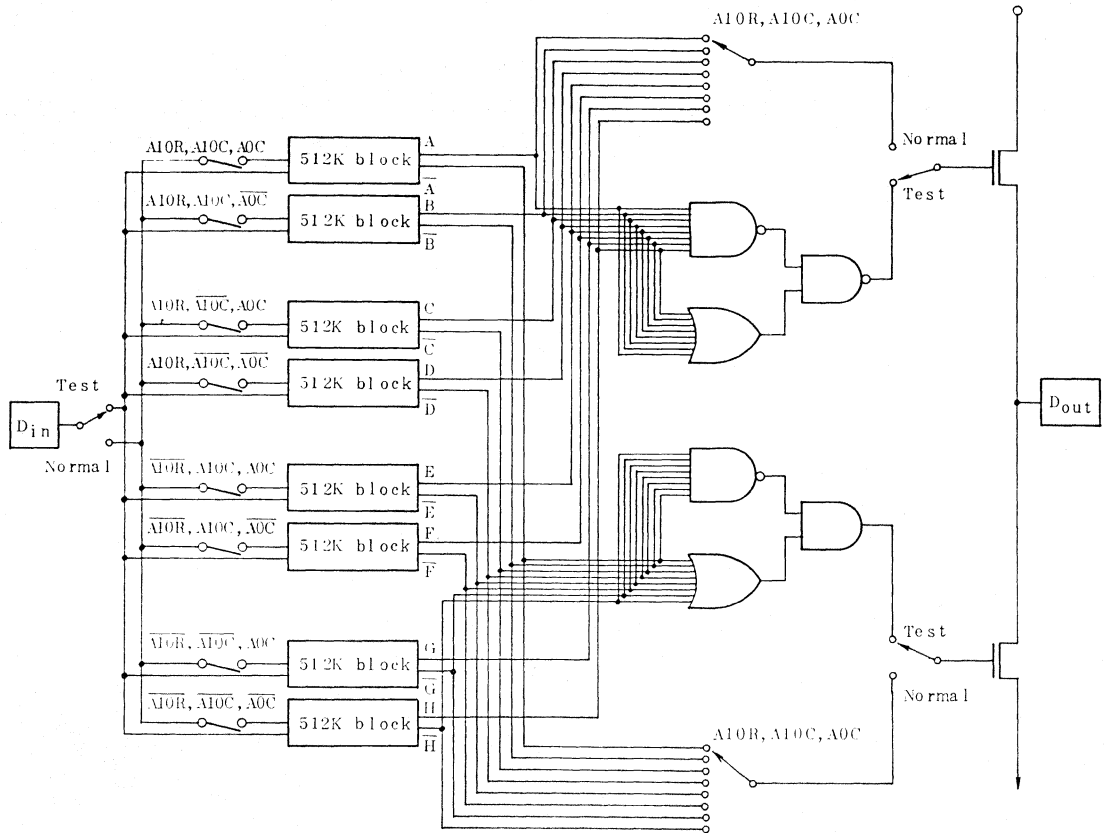 A10R, A10C, A0C
Normal
Test
A10R, A10C, A0C
512K block
A
A̅
A10R, A10C, A̅0̅C̅
512K block
B
B̅
A10R, A̅1̅0̅C̅, A0C
512K block
C
C̅
A10R, A̅1̅0̅C̅, A̅0̅C̅
512K block
D
D̅
Test
Din
Normal
Dout
A̅1̅0̅R̅, A10C, A0C
512K block
E
E̅
A̅1̅0̅R̅, A10C, A̅0̅C̅
512K block
F
F̅
A̅1̅0̅R̅, A̅1̅0̅C̅, A0C
512K block
G
G̅
A̅1̅0̅R̅, A̅1̅0̅C̅, A̅0̅C̅
512K block
H
H̅
Test
Normal
A10R, A10C, A0C